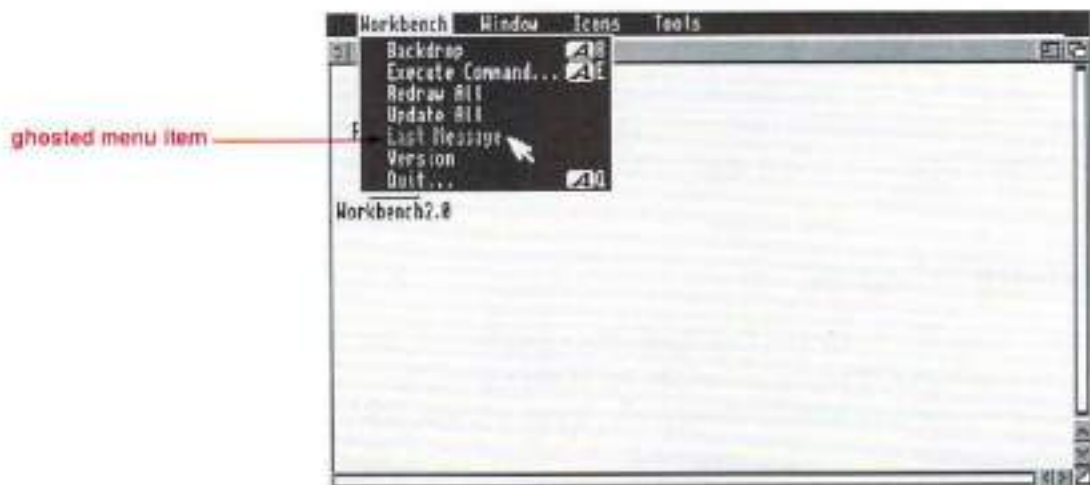 Workbench Window Icons Tools
Backdrop A B
Execute Command... A E
Redraw All
Update All
ghosted menu item
Last Message
Version
Quit... A Q
Workbench2.0